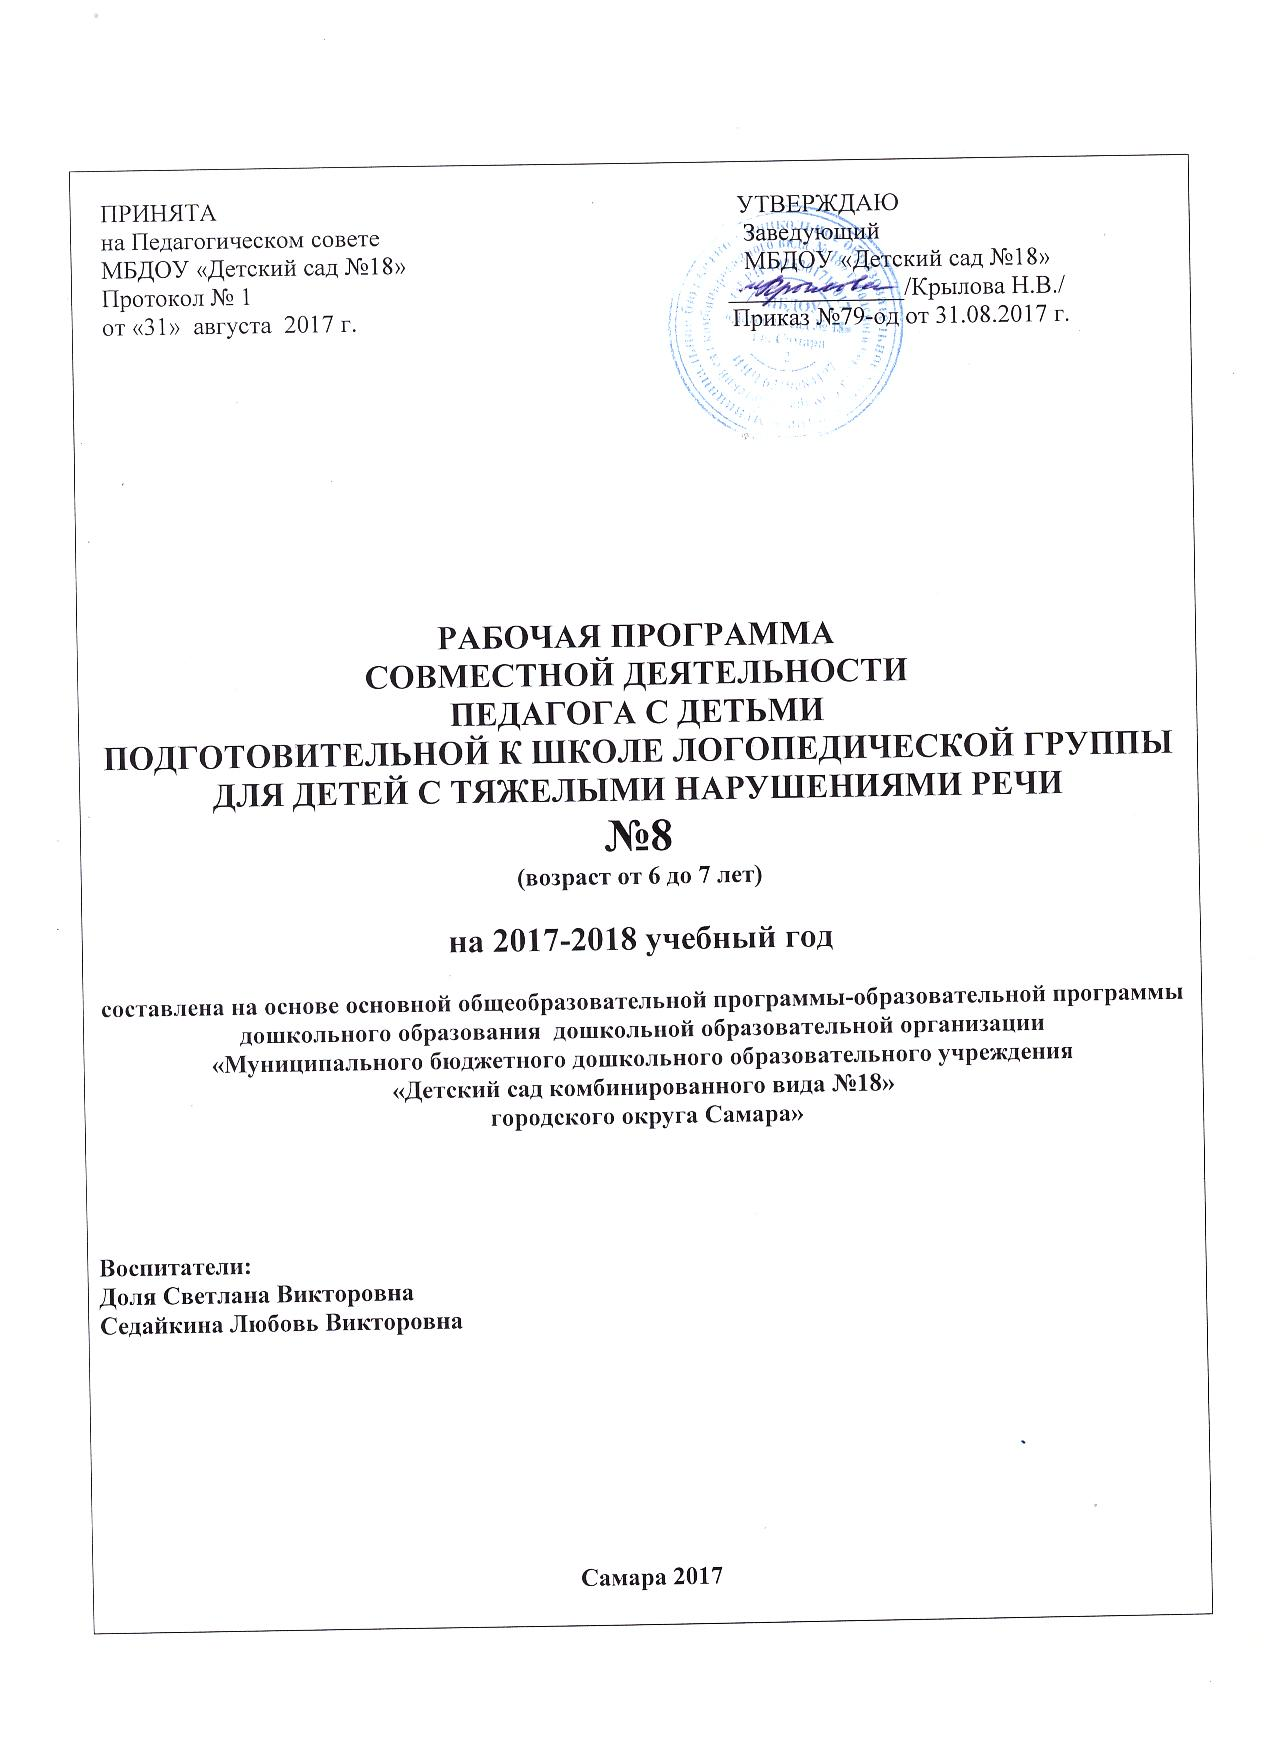 ПРИНЯТА
на Педагогическом совете
МБДОУ «Детский сад №18»
Протокол № 1
от «31» августа 2017 г.
УТВЕРЖДАЮ
Заведующий
МБДОУ «Детский сад №18»
/Крылова Н.В./
Приказ №79-од от 31.08.2017 г.
РАБОЧАЯ ПРОГРАММА
СОВМЕСТНОЙ ДЕЯТЕЛЬНОСТИ
ПЕДАГОГА С ДЕТЬМИ
ПОДГОТОВИТЕЛЬНОЙ К ШКОЛЕ ЛОГОПЕДИЧЕСКОЙ ГРУППЫ
ДЛЯ ДЕТЕЙ С ТЯЖЕЛЫМИ НАРУШЕНИЯМИ РЕЧИ
№8
(возраст от 6 до 7 лет)
на 2017-2018 учебный год
составлена на основе основной общеобразовательной программы-образовательной программы
дошкольного образования дошкольной образовательной организации
«Муниципального бюджетного дошкольного образовательного учреждения
«Детский сад комбинированного вида №18»
городского округа Самара»
Воспитатели:
Доля Светлана Викторовна
Седайкина Любовь Викторовна
Самара 2017